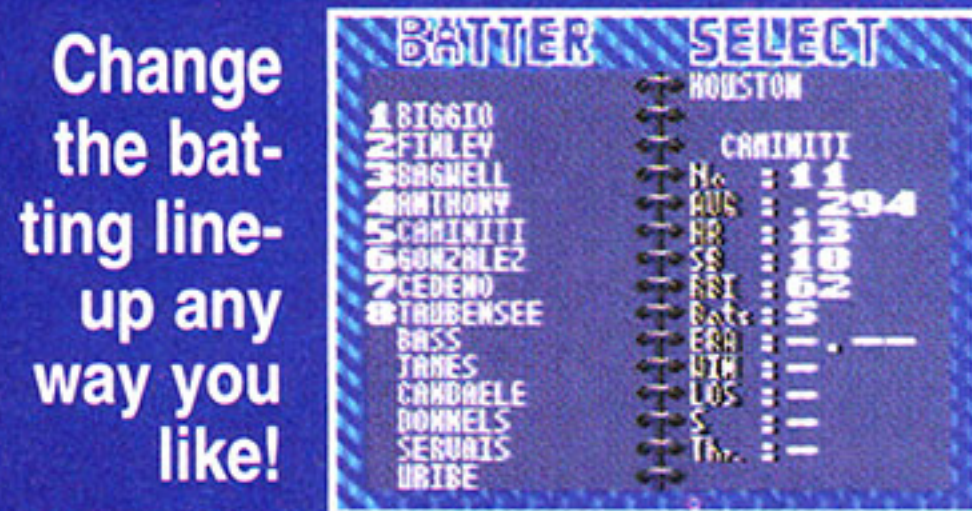 Change
the bat-
ting line-
up any
way you
like!
BATTER SELECT
HOUSTON
1 BIGGIO
2 FINLEY
3 BAGWELL
4 ANTHONY
5 CAMINITI
6 GONZALEZ
7 CEDENO
8 TAUBENSEE
BASS
JAMES
CANDAELE
DONNELS
SERVAIS
URIBE
CAMINITI
No : 11
AVG : .294
HR : 13
SB : 10
RBI : 62
Bats : S
ERA : -.--
WIN : -
LOS : -
S : -
Thr. : -